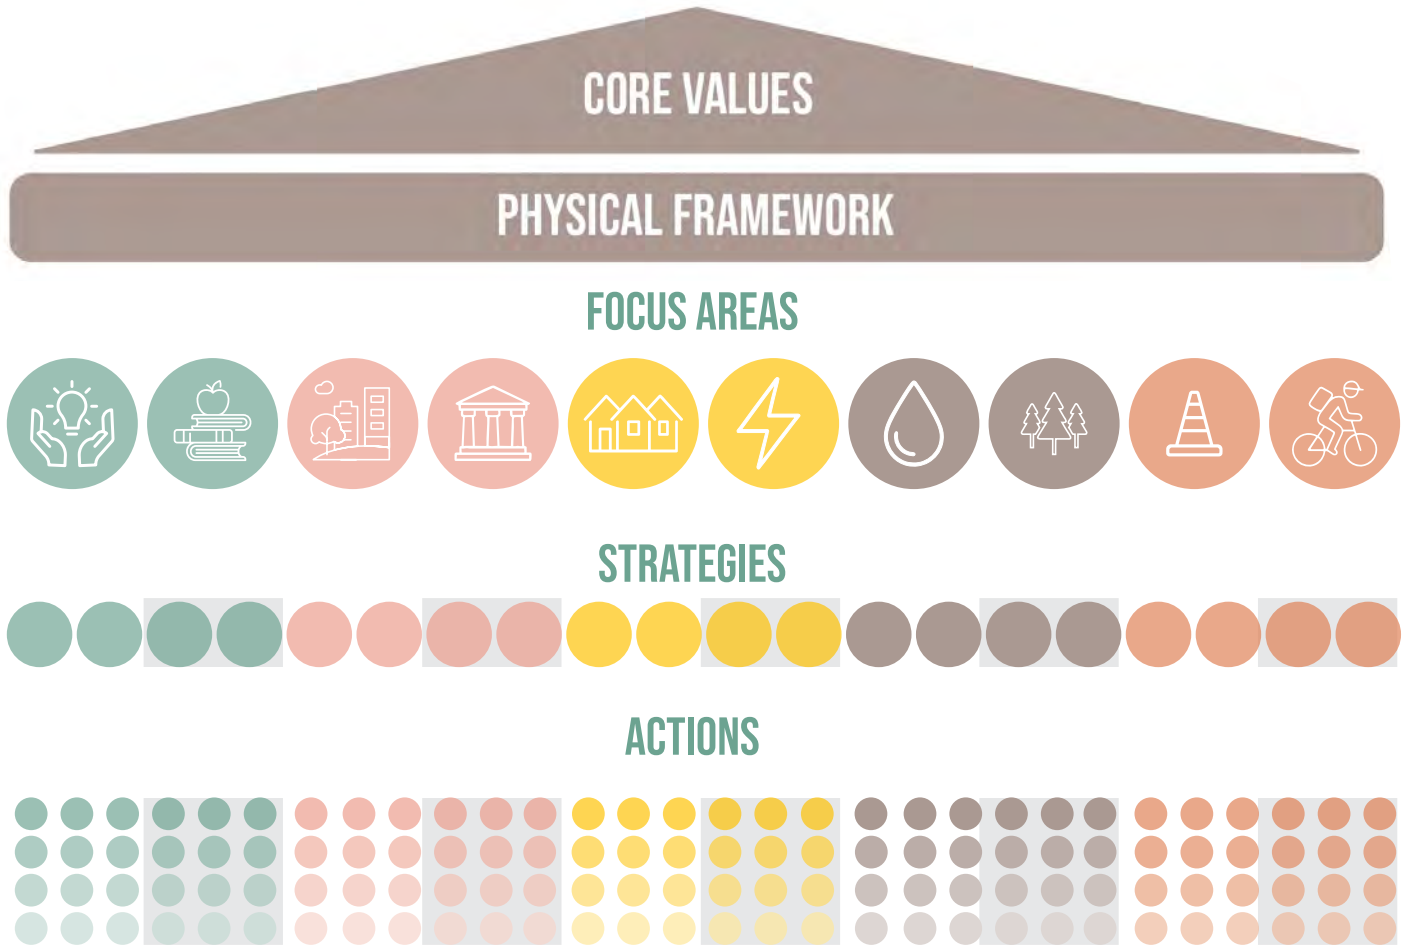 CORE VALUES
PHYSICAL FRAMEWORK
FOCUS AREAS
STRATEGIES
ACTIONS